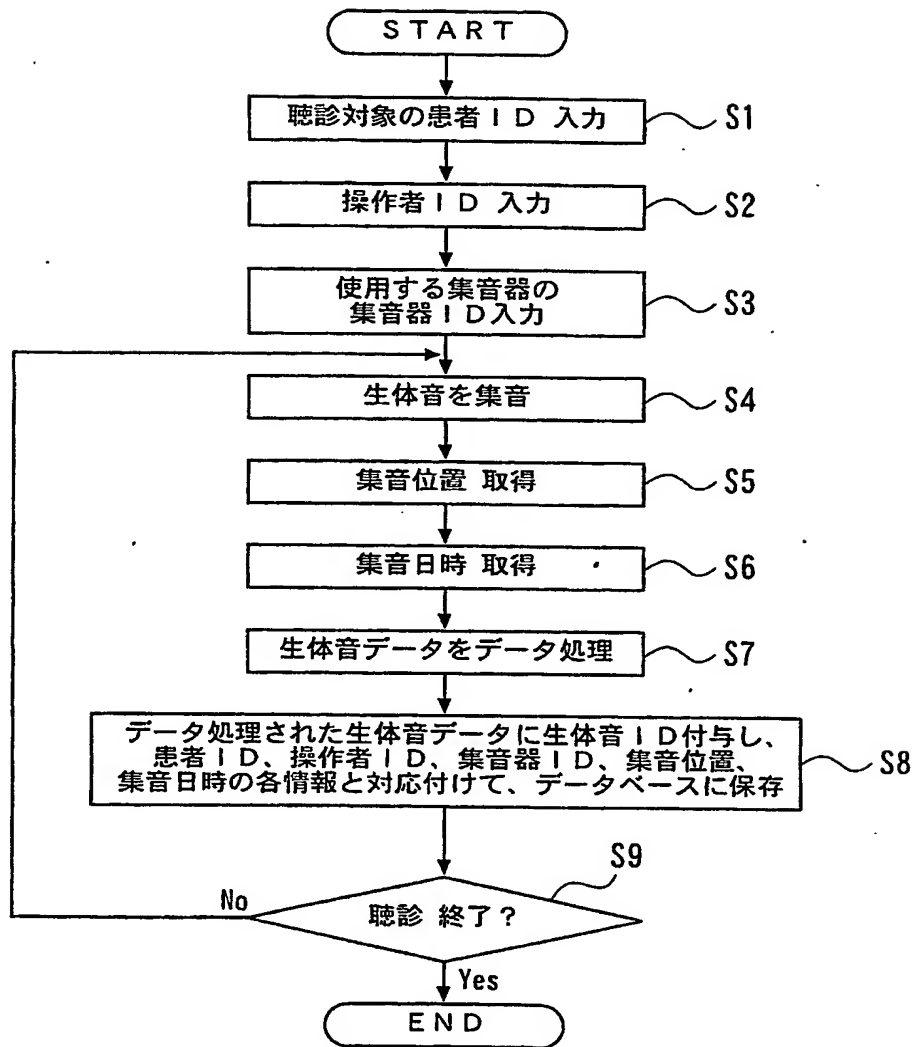 START
聴診対象の患者ID 入力
S1
操作者ID 入力
S2
使用する集音器の
集音器ID入力
S3
生体音を集音
S4
集音位置 取得
S5
集音日時 取得
S6
生体音データをデータ処理
S7
データ処理された生体音データに生体音ID付与し、
患者ID、操作者ID、集音器ID、集音位置、
集音日時の各情報と対応付けて、データベースに保存
S8
S9
No
聴診 終了?
Yes
END